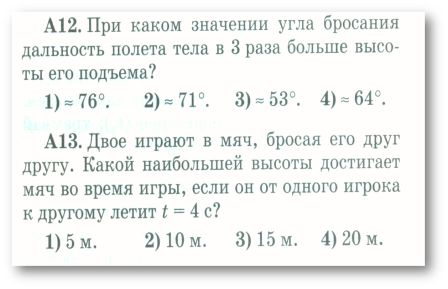 А12. При каком значении угла бросания
дальность полета тела в 3 раза больше высо-
ты его подъема?
1) ≈ 76°. 2) ≈ 71°. 3) ≈ 53°. 4) ≈ 64°.
А13. Двое играют в мяч, бросая его друг
другу. Какой наибольшей высоты достигает
мяч во время игры, если он от одного игрока
к другому летит t = 4 с?
1) 5 м. 2) 10 м. 3) 15 м. 4) 20 м.